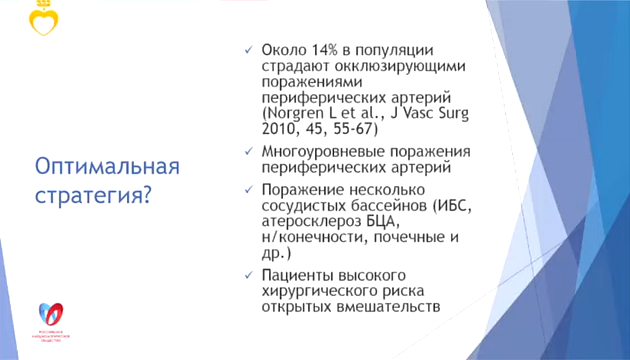 Оптимальная
стратегия?
Около 14% в популяции
страдают окклюзирующими
поражениями
периферических артерий
(Norgren L et al., J Vasc Surg
2010, 45, 55-67)
Многоуровневые поражения
периферических артерий
Поражение несколько
сосудистых бассейнов (ИБС,
атеросклероз БЦА,
н/конечности, почечные и
др.)
Пациенты высокого
хирургического риска
открытых вмешательств